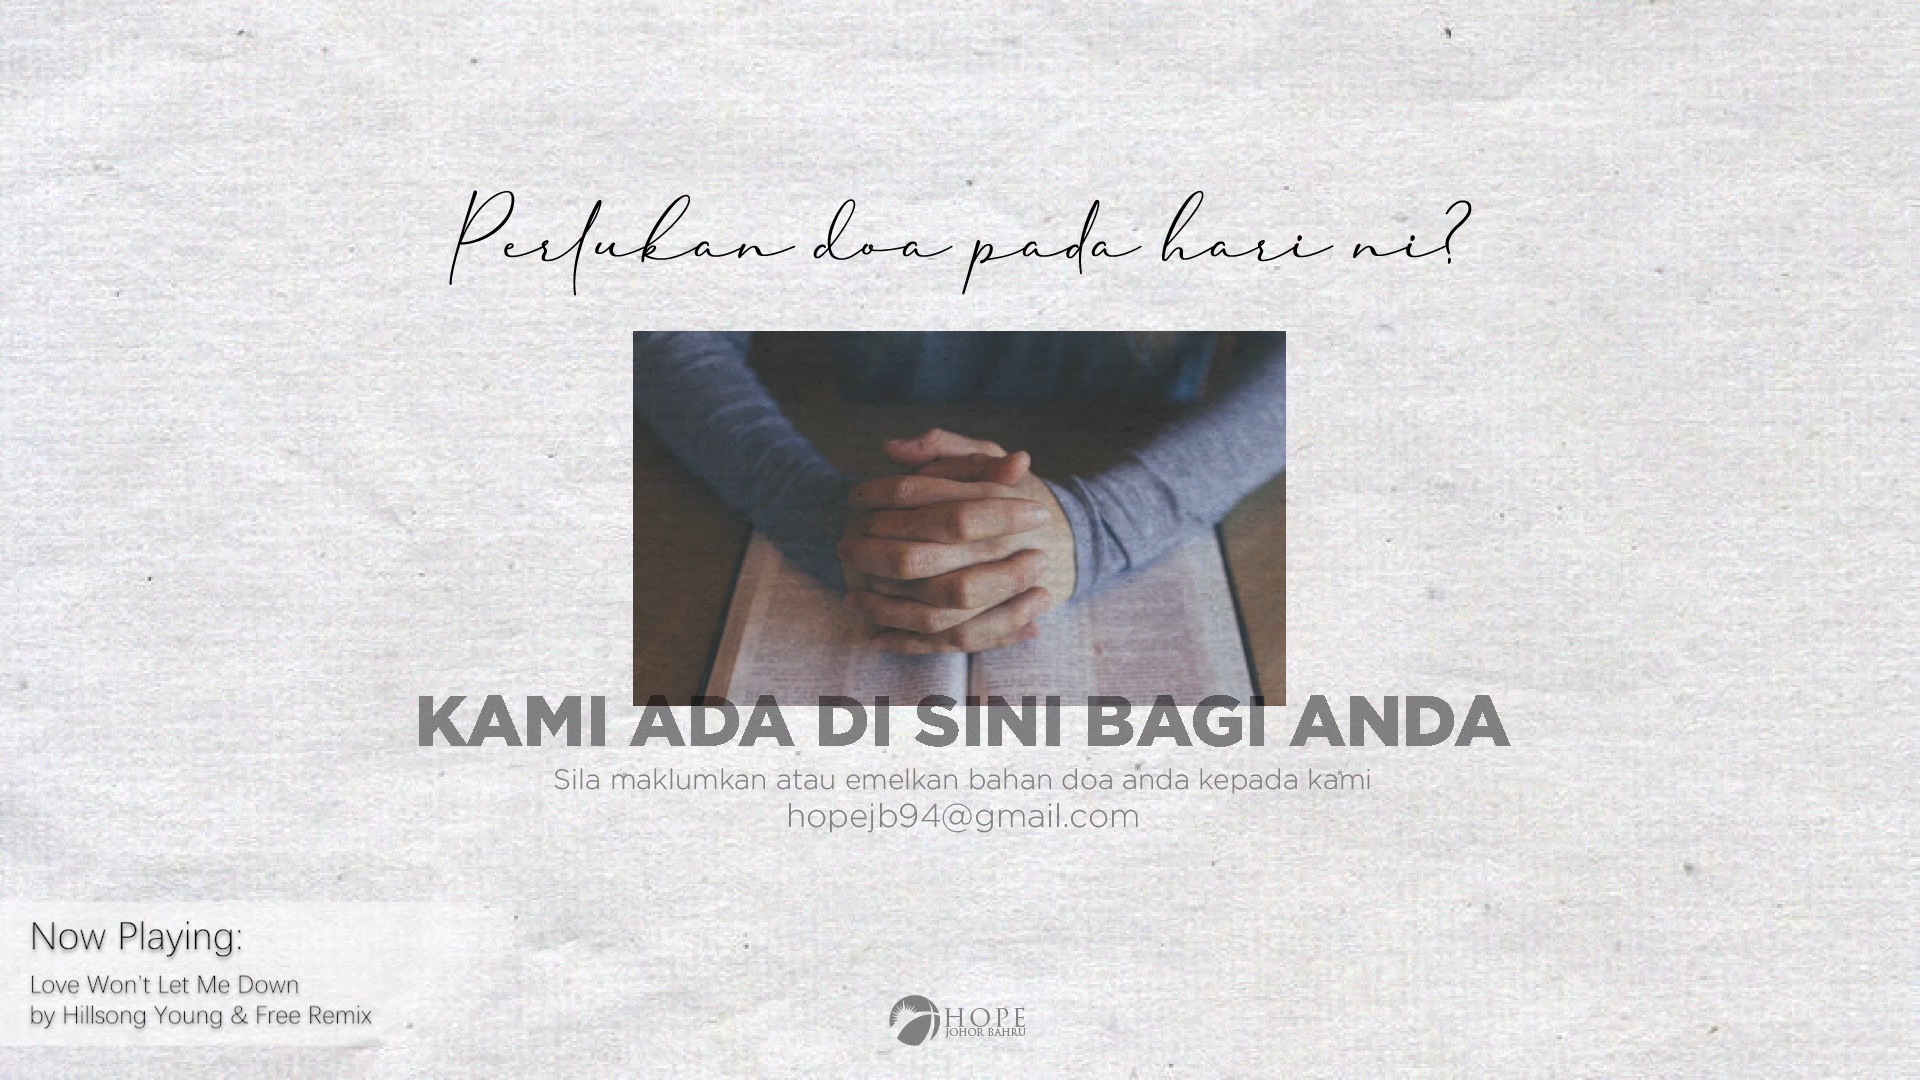 Perlukan doa pada hari ni?
KAMI ADA DI SINI BAGI ANDA
Sila maklumkan atau emelkan bahan doa anda kepada kami
hopejb94@gmail.com
Now Playing:
Love Won't Let Me Down
by Hillsong Young & Free Remix
HOPE
JOHOR BAHRU